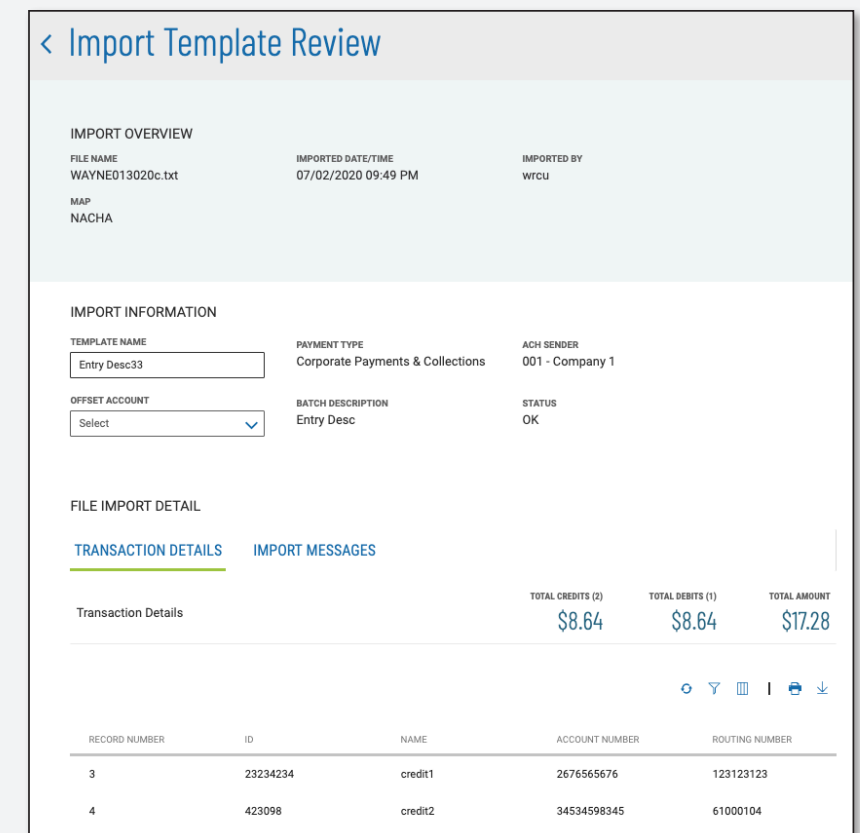 Import Template Review
IMPORT OVERVIEW
FILE NAME IMPORTED DATE/TIME IMPORTED BY
WAYNE013020c.txt 07/02/2020 09:49 PM wrcu
MAP
NACHA
IMPORT INFORMATION
TEMPLATE NAME PAYMENT TYPE ACH SENDER
Entry Desc33 Corporate Payments & Collections 001 - Company 1
OFFSET ACCOUNT BATCH DESCRIPTION STATUS
Select Entry Desc OK
FILE IMPORT DETAIL
TRANSACTION DETAILS IMPORT MESSAGES
TOTAL CREDITS (2) TOTAL DEBITS (1) TOTAL AMOUNT
Transaction Details $8.64 $8.64 $17.28
RECORD NUMBER ID NAME ACCOUNT NUMBER ROUTING NUMBER
3 23234234 credit1 2676565676 123123123
4 423098 credit2 34534598345 61000104